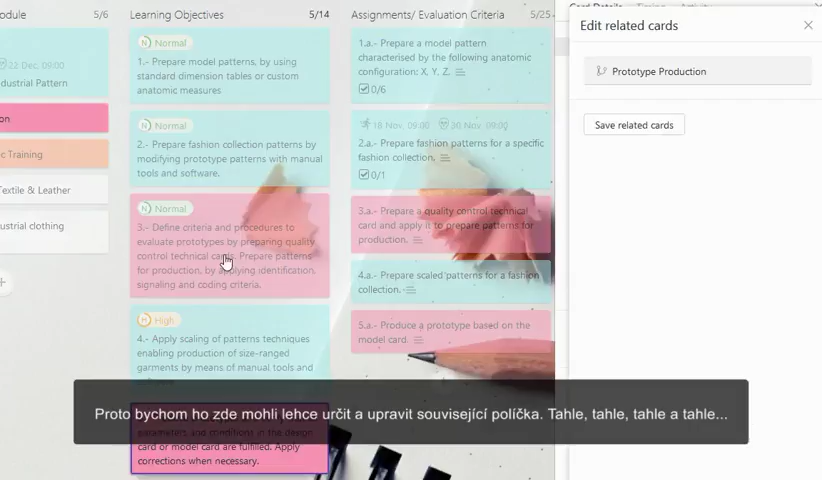 odule 5/6
Learning Objectives 5/14
Assignments/ Evaluation Criteria 5/25
Edit related cards
Prototype Production
Save related cards
22 Dec, 09:00
dustrial Pattern
on
c Training
Textile & Leather
ustrial clothing
N Normal
1.- Prepare model patterns, by using
standard dimension tables or custom
anatomic measures
N Normal
2.- Prepare fashion collection patterns by
modifying prototype patterns with manual
tools and software.
N Normal
3.- Define criteria and procedures to
evaluate prototypes by preparing quality
control technical cards. Prepare patterns
for production, by applying identification,
signaling and coding criteria.
H High
4.- Apply scaling of patterns techniques
enabling production of size-ranged
garments by means of manual tools and
parameters and conditions in the design
card or model card are fulfilled. Apply
corrections when necessary.
1.a.- Prepare a model pattern
characterised by the following anatomic
configuration: X, Y, Z.
0/6
18 Nov, 09:00 30 Nov, 09:00
2.a.- Prepare fashion patterns for a specific
fashion collection.
0/1
3.a.- Prepare a quality control technical
card and apply it to prepare patterns for
production.
4.a.- Prepare scaled patterns for a fashion
collection.
5.a.- Produce a prototype based on the
model card.
Proto bychom ho zde mohli lehce určit a upravit související políčka. Tahle, tahle, tahle a tahle...